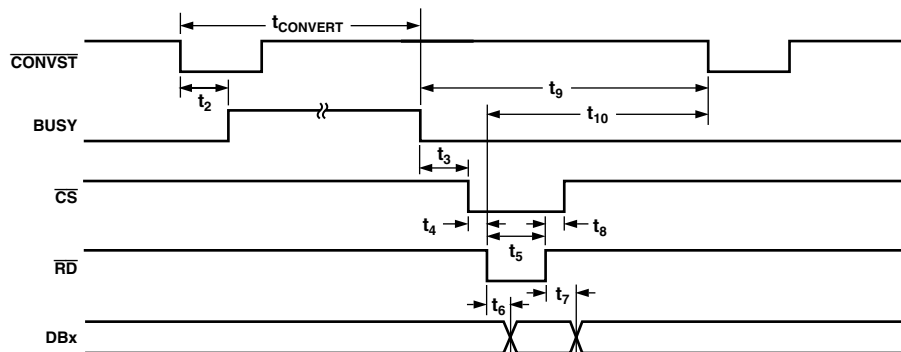 tCONVERT
CONVST
t2
t9
t10
BUSY
t3
CS
t4
t8
t5
RD
t6
t7
DBx